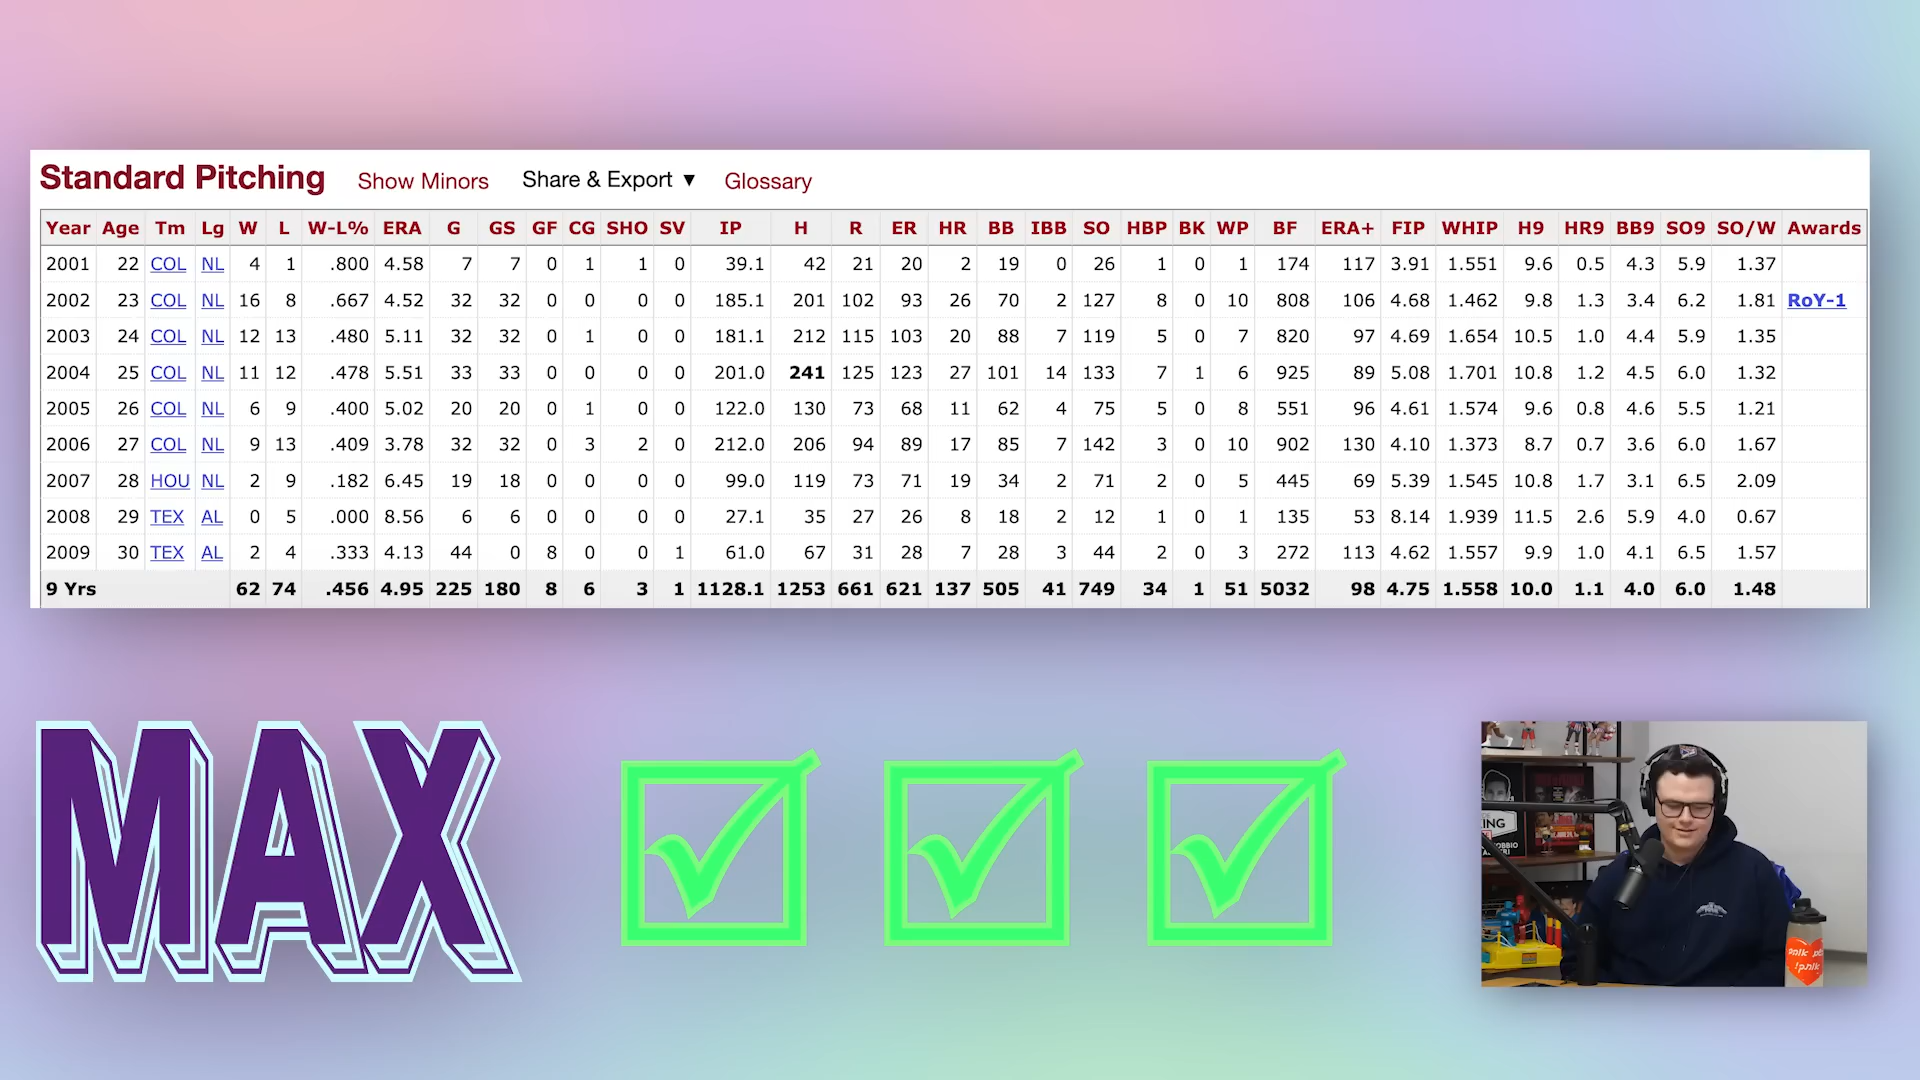 Standard Pitching Show Minors Share & Export ▼ Glossary
Year Age Tm Lg W L W-L% ERA G GS GF CG SHO SV IP H R ER HR BB IBB SO HBP BK WP BF ERA+ FIP WHIP H9 HR9 BB9 SO9 SO/W Awards
2001 22 COL NL 4 1 .800 4.58 7 7 0 1 1 0 39.1 42 21 20 2 19 0 26 1 0 1 174 117 3.91 1.551 9.6 0.5 4.3 5.9 1.37
2002 23 COL NL 16 8 .667 4.52 32 32 0 0 0 0 185.1 201 102 93 26 70 2 127 8 0 10 808 106 4.68 1.462 9.8 1.3 3.4 6.2 1.81 RoY-1
2003 24 COL NL 12 13 .480 5.11 32 32 0 1 0 0 181.1 212 115 103 20 88 7 119 5 0 7 820 97 4.69 1.654 10.5 1.0 4.4 5.9 1.35
2004 25 COL NL 11 12 .478 5.51 33 33 0 0 0 0 201.0 241 125 123 27 101 14 133 7 1 6 925 89 5.08 1.701 10.8 1.2 4.5 6.0 1.32
2005 26 COL NL 6 9 .400 5.02 20 20 0 1 0 0 122.0 130 73 68 11 62 4 75 5 0 8 551 96 4.61 1.574 9.6 0.8 4.6 5.5 1.21
2006 27 COL NL 9 13 .409 3.78 32 32 0 3 2 0 212.0 206 94 89 17 85 7 142 3 0 10 902 130 4.10 1.373 8.7 0.7 3.6 6.0 1.67
2007 28 HOU NL 2 9 .182 6.45 19 18 0 0 0 0 99.0 119 73 71 19 34 2 71 2 0 5 445 69 5.39 1.545 10.8 1.7 3.1 6.5 2.09
2008 29 TEX AL 0 5 .000 8.56 6 6 0 0 0 0 27.1 35 27 26 8 18 2 12 1 0 1 135 53 8.14 1.939 11.5 2.6 5.9 4.0 0.67
2009 30 TEX AL 2 4 .333 4.13 44 0 8 0 0 1 61.0 67 31 28 7 28 3 44 2 0 3 272 113 4.62 1.557 9.9 1.0 4.1 6.5 1.57
9 Yrs 62 74 .456 4.95 225 180 8 6 3 1 1128.1 1253 661 621 137 505 41 749 34 1 51 5032 98 4.75 1.558 10.0 1.1 4.0 6.0 1.48
MAX